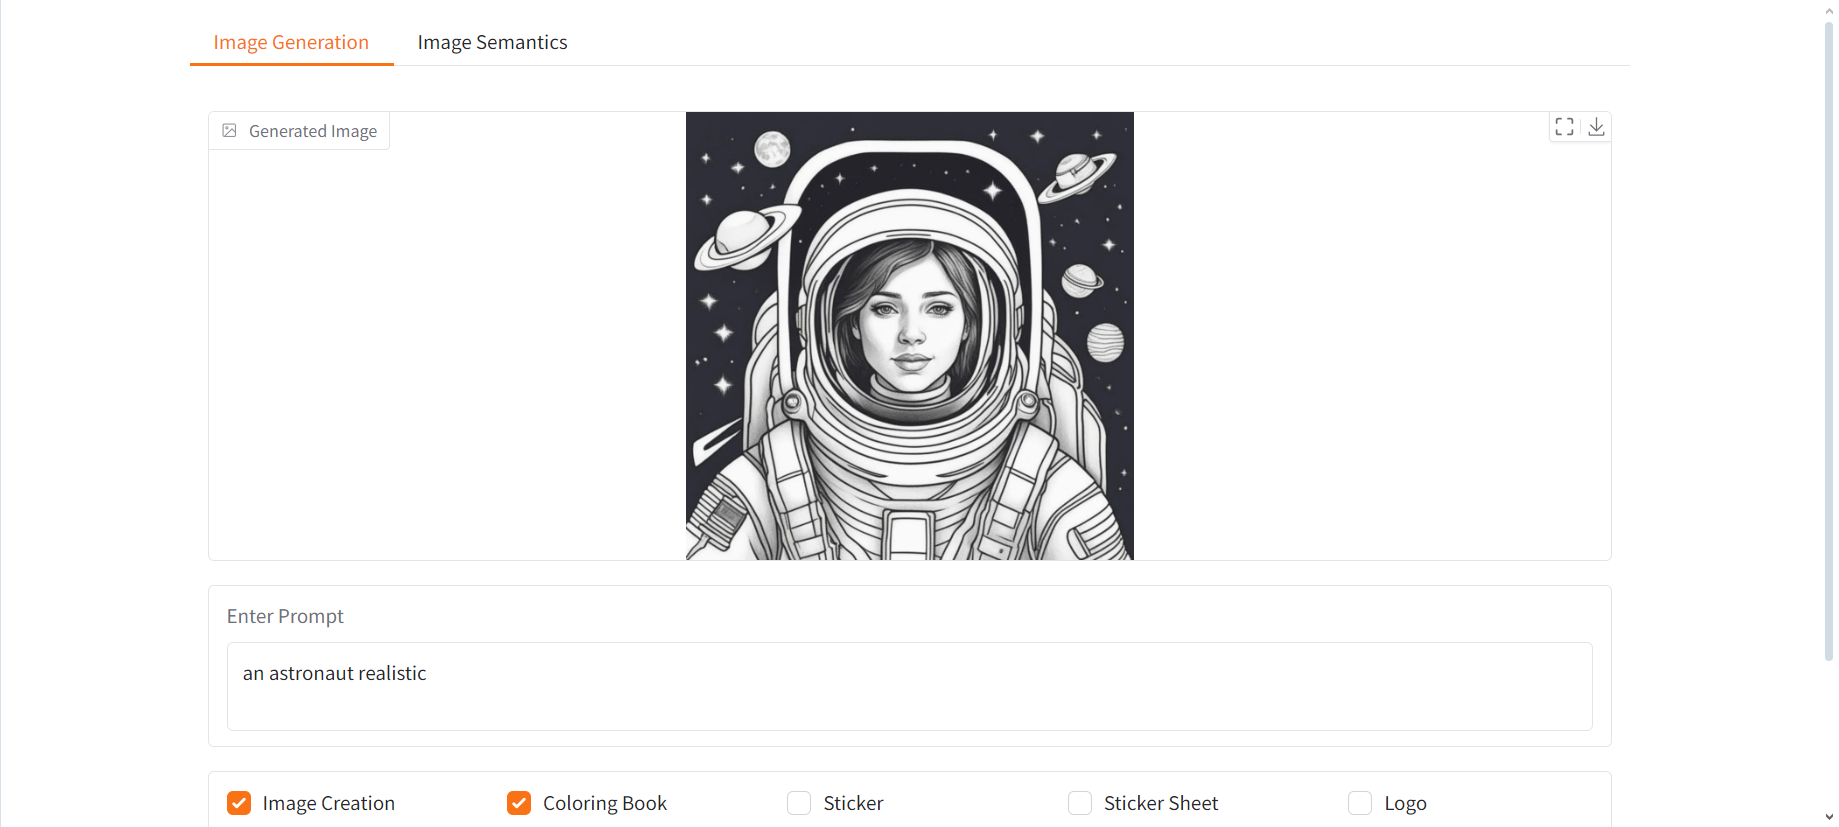 Image Generation Image Semantics
Generated Image
Enter Prompt
an astronaut realistic
Image Creation Coloring Book Sticker Sticker Sheet Logo